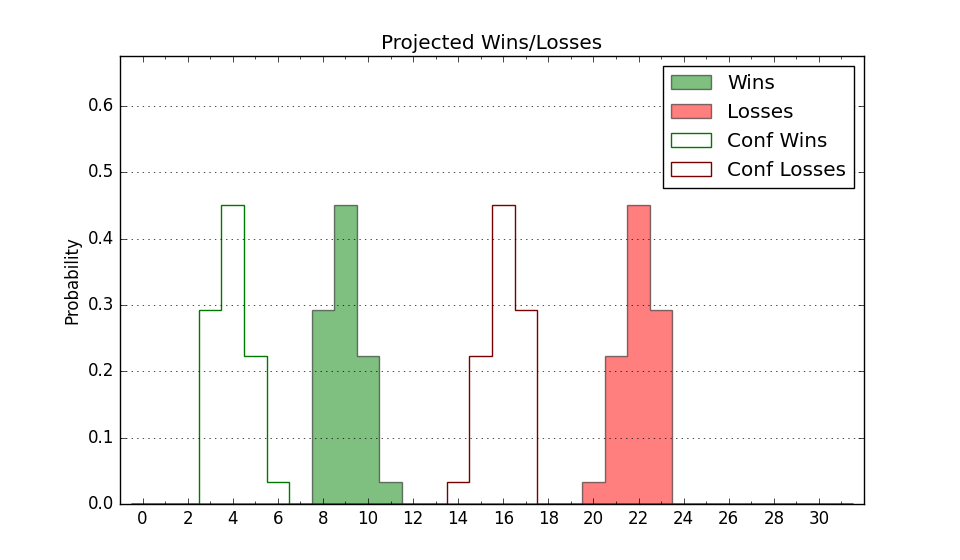 Projected Wins/Losses
Wins
Losses
Conf Wins
Conf Losses
Probability
0.6
0.5
0.4
0.3
0.2
0.1
0.0
0 2 4 6 8 10 12 14 16 18 20 22 24 26 28 30